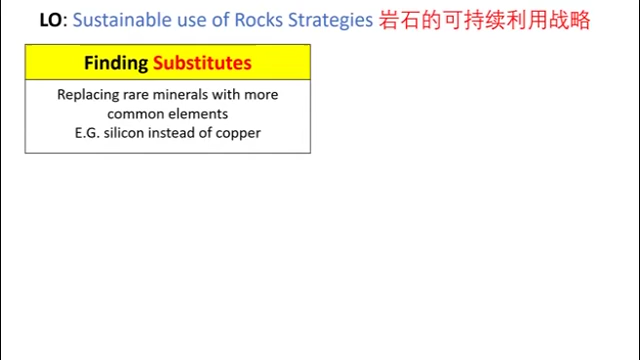 LO: Sustainable use of Rocks Strategies 岩石的可持续利用战略
Finding Substitutes
Replacing rare minerals with more
common elements
E.G. silicon instead of copper